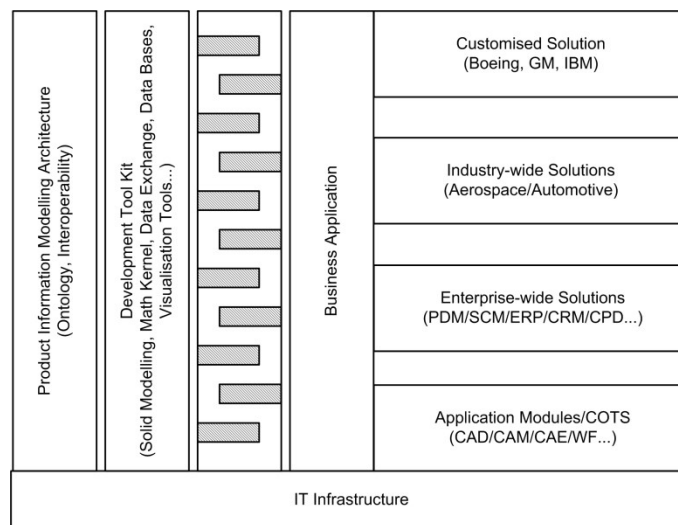 Product Information Modelling Architecture
(Ontology, Interoperability)
Development Tool Kit
(Solid Modelling, Math Kernel, Data Exchange, Data Bases,
Visualisation Tools...)
Business Application
Customised Solution
(Boeing, GM, IBM)
Industry-wide Solutions
(Aerospace/Automotive)
Enterprise-wide Solutions
(PDM/SCM/ERP/CRM/CPD...)
Application Modules/COTS
(CAD/CAM/CAE/WF...)
IT Infrastructure